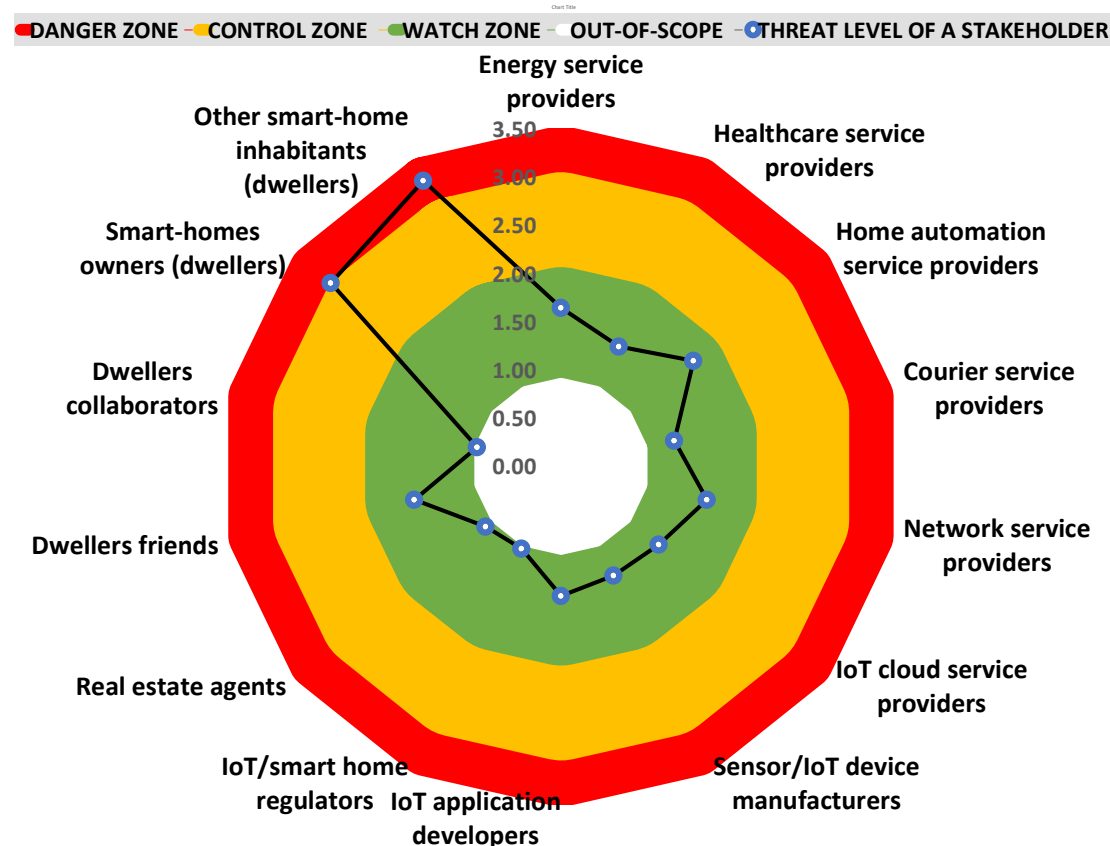 Chart Title
DANGER ZONE CONTROL ZONE WATCH ZONE OUT-OF-SCOPE THREAT LEVEL OF A STAKEHOLDER
Energy service
providers
Healthcare service
providers
Home automation
service providers
Courier service
providers
Network service
providers
IoT cloud service
providers
Sensor/IoT device
manufacturers
IoT application
developers
IoT/smart home
regulators
Real estate agents
Dwellers friends
Dwellers
collaborators
Smart-homes
owners (dwellers)
Other smart-home
inhabitants
(dwellers)
3.50
3.00
2.50
2.00
1.50
1.00
0.50
0.00